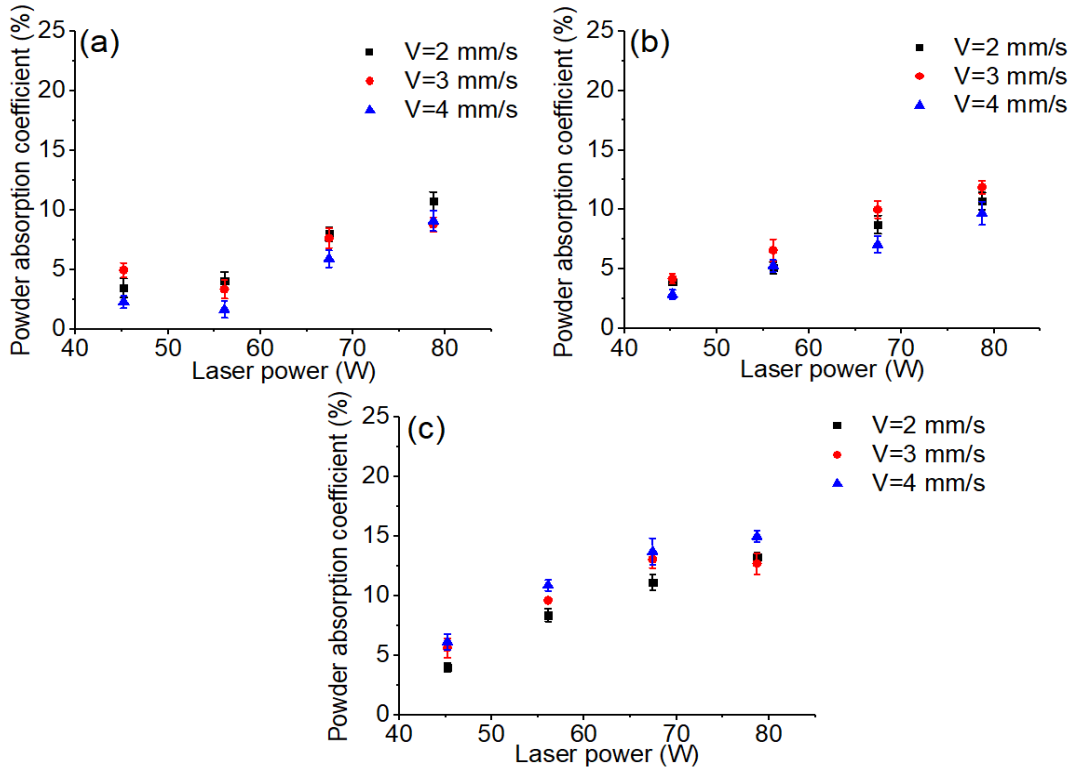 (a)
V=2 mm/s
V=3 mm/s
V=4 mm/s
Powder absorption coefficient (%)
25
20
15
10
5
0
40 50 60 70 80
Laser power (W)
(b)
V=2 mm/s
V=3 mm/s
V=4 mm/s
Powder absorption coefficient (%)
25
20
15
10
5
0
40 50 60 70 80
Laser power (W)
(c)
V=2 mm/s
V=3 mm/s
V=4 mm/s
Powder absorption coefficient (%)
25
20
15
10
5
0
40 50 60 70 80
Laser power (W)